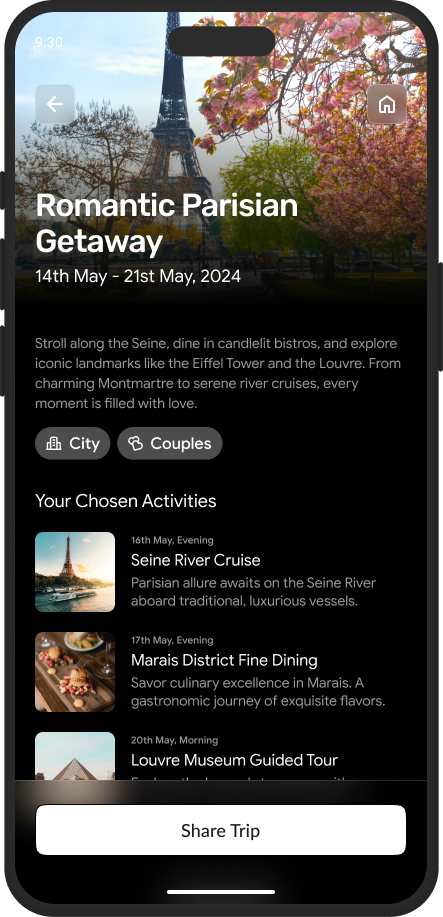 9:30
Romantic Parisian
Getaway
14th May - 21st May, 2024
Stroll along the Seine, dine in candlelit bistros, and explore
iconic landmarks like the Eiffel Tower and the Louvre. From
charming Montmartre to serene river cruises, every
moment is filled with love.
City
Couples
Your Chosen Activities
16th May, Evening
Seine River Cruise
Parisian allure awaits on the Seine River
aboard traditional, luxurious vessels.
17th May, Evening
Marais District Fine Dining
Savor culinary excellence in Marais. A
gastronomic journey of exquisite flavors.
20th May, Morning
Louvre Museum Guided Tour
Share Trip